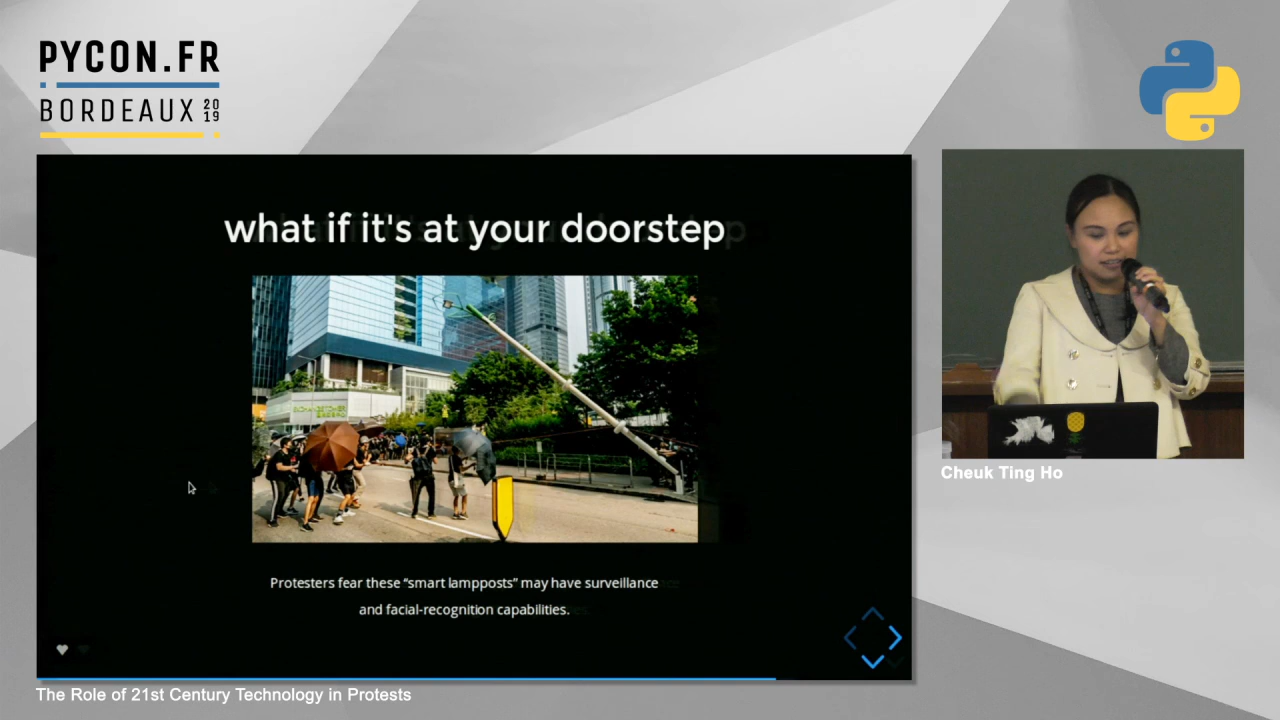 PYCON.FR
BORDEAUX 2019
what if it's at your doorstep
Protesters fear these “smart lampposts” may have surveillance
and facial-recognition capabilities.
Cheuk Ting Ho
The Role of 21st Century Technology in Protests